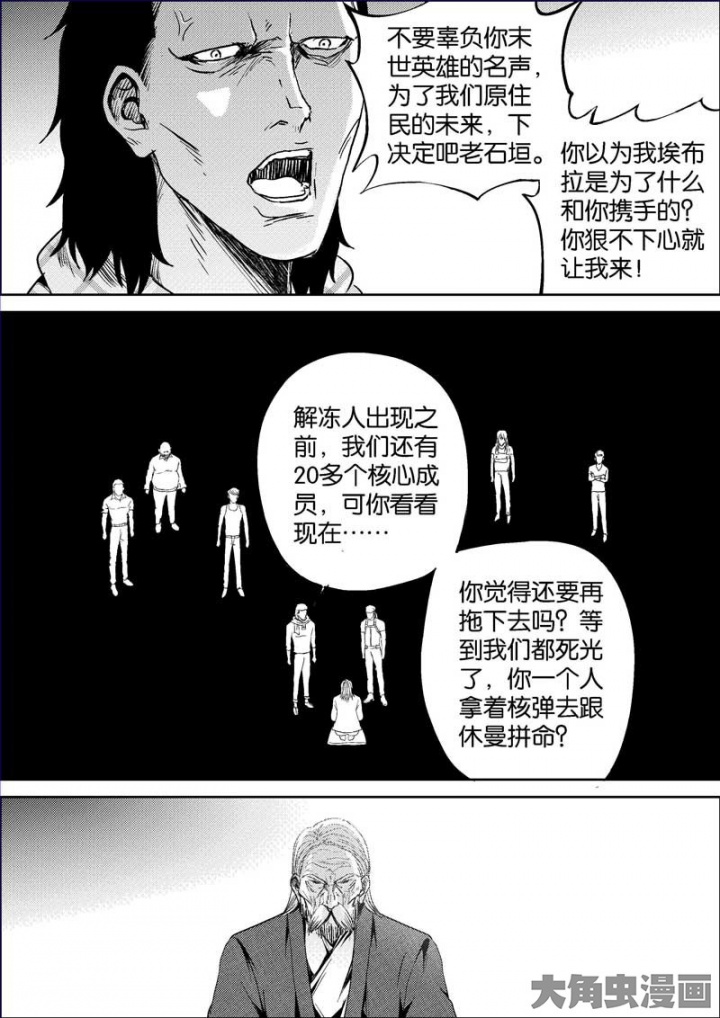 你以为我埃布
拉是为了什么
和你携手的?
你狠不下心就
让我来!
不要辜负你末
世英雄的名声,
为了我们原住
民的未来,下
决定吧老石垣。
解冻人出现之
前,我们还有
20多个核心成
员,可你看看
现在……
你觉得还要再
拖下去吗?等
到我们都死光
了,你一个人
拿着核弹去跟
休曼拼命?
大角虫漫画